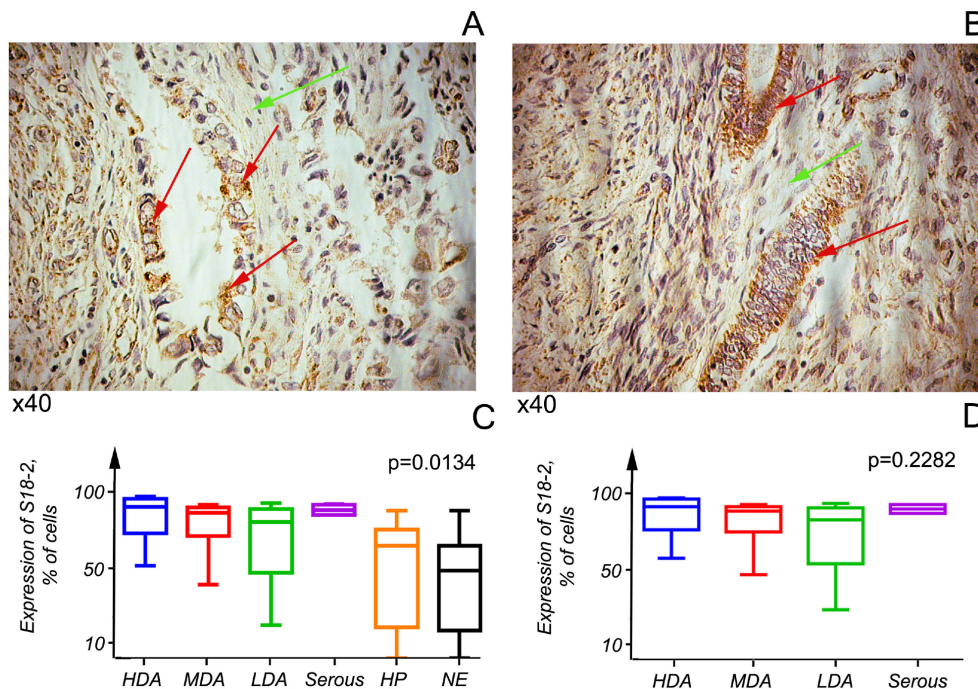 A
B
x40
x40
C
D
p=0.0134
p=0.2282
Expression of S18-2,
% of cells
100
50
10
HDA MDA LDA Serous HP NE
Expression of S18-2,
% of cells
100
50
10
HDA MDA LDA Serous